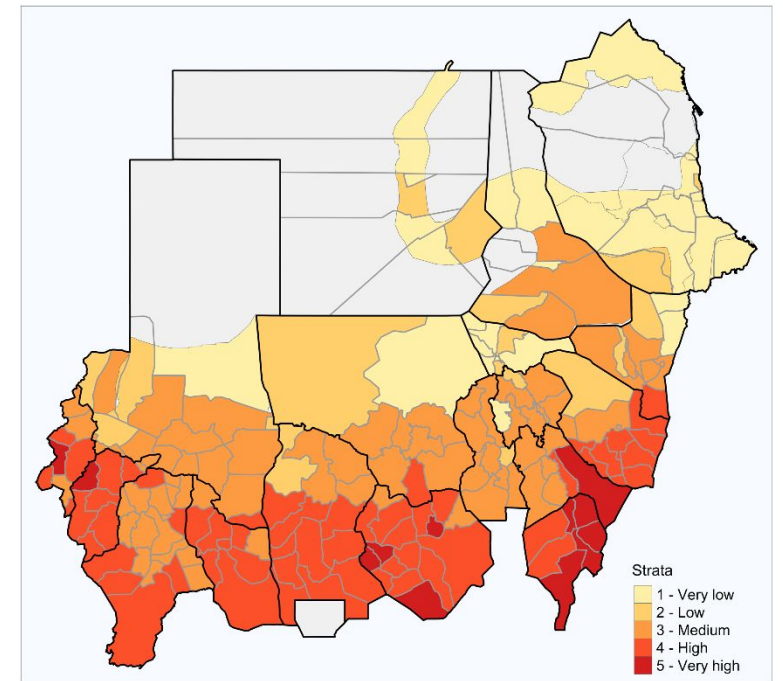 Strata
1 - Very low
2 - Low
3 - Medium
4 - High
5 - Very high